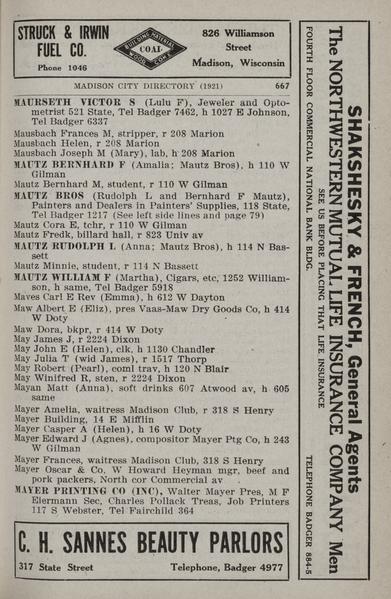 STRUCK & IRWIN
FUEL CO.
Phone 1046
BUILDING MATERIAL
COAL
WOOD COKE
826 Williamson
Street
Madison, Wisconsin
MADISON CITY DIRECTORY (1921) 667
MAURSETH VICTOR S (Lulu F), Jeweler and Opto-
metrist 521 State, Tel Badger 7462, h 1027 E Johnson,
Tel Badger 6337
Mausbach Frances M, stripper, r 208 Marion
Mausbach Helen, r 208 Marion
Mausbach Joseph M (Mary), lab, h 208 Marion
MAUTZ BERNHARD F (Amalia; Mautz Bros), h 110 W
Gilman
Mautz Bernhard M, student, r 110 W Gilman
MAUTZ BROS (Rudolph L and Bernhard F Mautz),
Painters and Dealers in Painters' Supplies, 118 State,
Tel Badger 1217 (See left side lines and page 79)
Mautz Cora E, tchr, r 110 W Gilman
Mautz Fredk, billard hall, r 823 Univ av
MAUTZ RUDOLPH L (Anna; Mautz Bros), h 114 N Bas-
sett
Mautz Minnie, student, r 114 N Bassett
MAUTZ WILLIAM F (Martha), Cigars, etc, 1252 William-
son, h same, Tel Badger 5918
Maves Carl E Rev (Emma), h 612 W Dayton
Maw Albert E (Eliz), pres Vaas-Maw Dry Goods Co, h 414
W Doty
Maw Dora, bkpr, r 414 W Doty
May James J, r 2224 Dixon
May John E (Helen), clk, h 1130 Chandler
May Julia T (wid James), r 1517 Thorp
May Robert (Pearl), coml trav, h 120 N Blair
May Winifred R, sten, r 2224 Dixon
Mayan Matt (Anna), soft drinks 607 Atwood av, h 605
same
Mayer Amelia, waitress Madison Club, r 318 S Henry
Mayer Building, 14 E Mifflin
Mayer Casper A (Helen), h 16 W Doty
Mayer Edward J (Agnes), compositor Mayer Ptg Co, h 243
W Gilman
Mayer Frances, waitress Madison Club, 318 S Henry
Mayer Oscar & Co, W Howard Heyman mgr, beef and
pork packers, North cor Commercial av
MAYER PRINTING CO (INC), Walter Mayer Pres, M F
Eiermann Sec, Charles Pollack Treas, Job Printers
117 S Webster, Tel Fairchild 364
C. H. SANNES BEAUTY PARLORS
317 State Street Telephone, Badger 4977
SHAKSHESKY & FRENCH, General Agents
The NORTHWESTERN MUTUAL LIFE INSURANCE COMPANY Men
SEE US BEFORE PLACING THAT LIFE INSURANCE
FOURTH FLOOR COMMERCIAL NATIONAL BANK BLDG. TELEPHONE BADGER 884-5